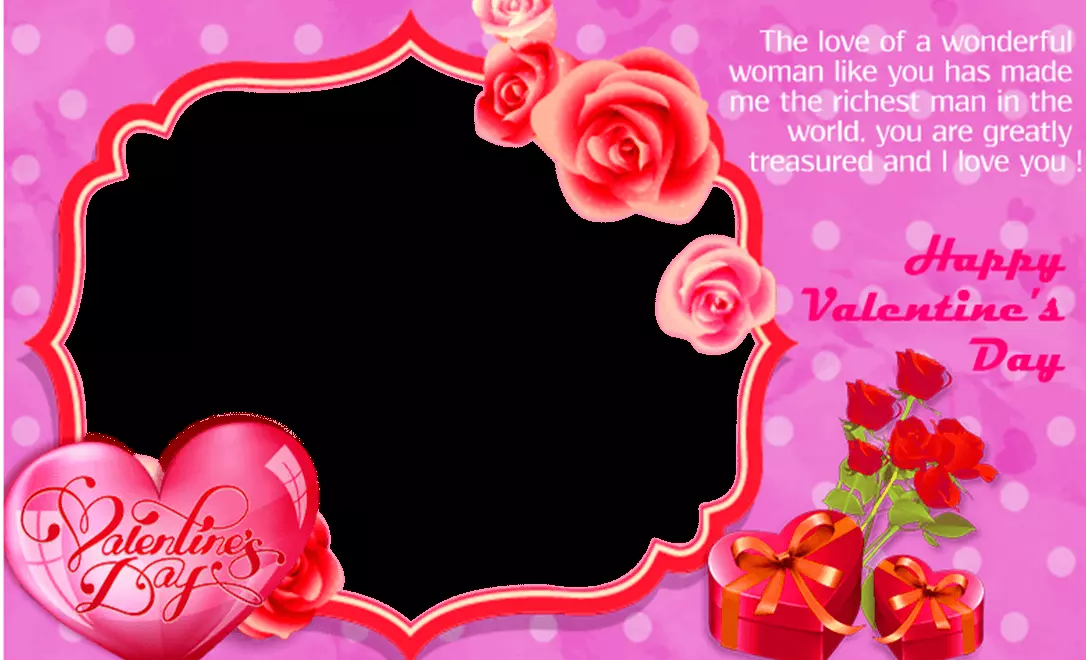 The love of a wonderful
woman like you has made
me the richest man in the
world. you are greatly
treasured and I love you !
Happy
Valentine's
Day
Valentine's
Day